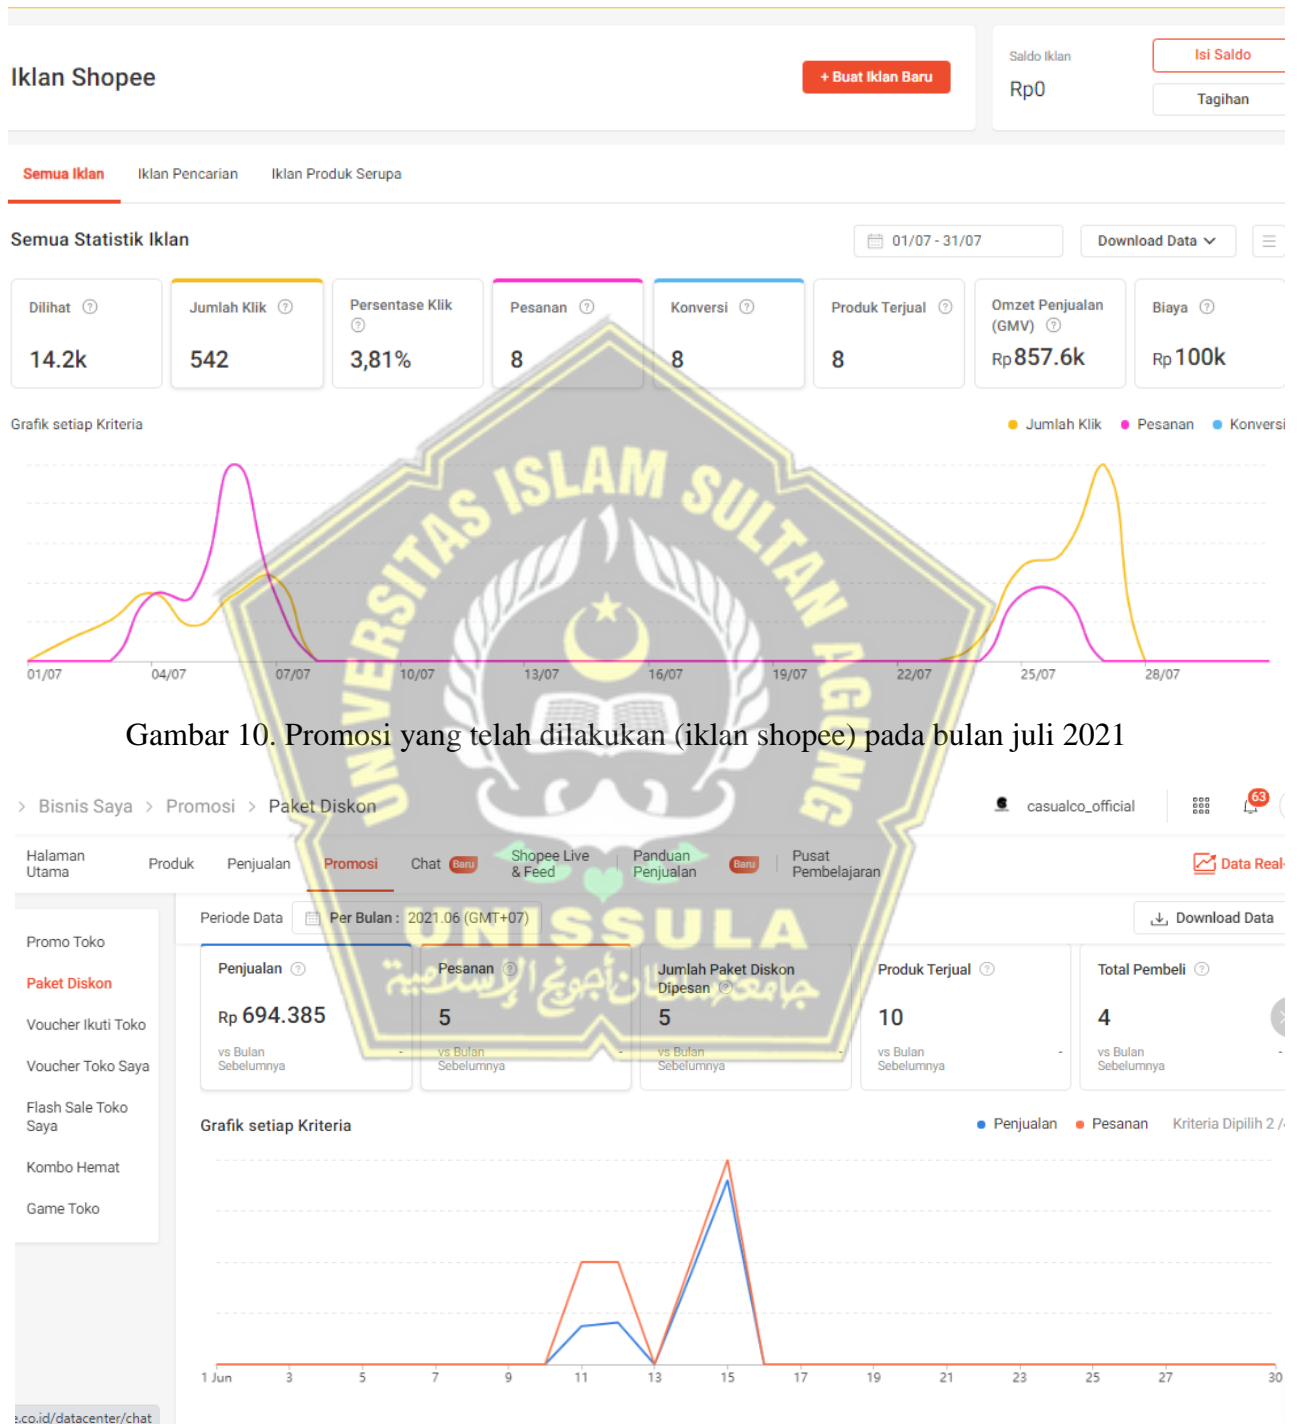 Iklan Shopee
+ Buat Iklan Baru
Saldo Iklan
Rp0
Isi Saldo
Tagihan
Semua Iklan Iklan Pencarian Iklan Produk Serupa
Semua Statistik Iklan
01/07 - 31/07
Download Data
Dilihat
14.2k
Jumlah Klik
542
Persentase Klik
3,81%
Pesanan
8
Konversi
8
Produk Terjual
8
Omzet Penjualan
(GMV)
Rp 857.6k
Biaya
Rp 100k
Grafik setiap Kriteria
Jumlah Klik Pesanan Konversi
01/07 04/07 07/07 10/07 13/07 16/07 19/07 22/07 25/07 28/07
UNIVERSITAS ISLAM SULTAN AGUNG
Gambar 10. Promosi yang telah dilakukan (iklan shopee) pada bulan juli 2021
> Bisnis Saya > Promosi > Paket Diskon
casualco_official
63
Halaman
Utama
Produk Penjualan Promosi Chat Baru
Shopee Live
& Feed
Panduan
Penjualan
Baru
Pusat
Pembelajaran
Data Real-
Promo Toko
Paket Diskon
Voucher Ikuti Toko
Voucher Toko Saya
Flash Sale Toko
Saya
Kombo Hemat
Game Toko
Periode Data Per Bulan : 2021.06 (GMT+07)
Download Data
UNISSULA
جامعة سلطان أجونج الإسلامية
Penjualan
Rp 694.385
vs Bulan
Sebelumnya
-
Pesanan
5
vs Bulan
Sebelumnya
-
Jumlah Paket Diskon
Dipesan
5
vs Bulan
Sebelumnya
-
Produk Terjual
10
vs Bulan
Sebelumnya
-
Total Pembeli
4
vs Bulan
Sebelumnya
-
Grafik setiap Kriteria
Penjualan Pesanan Kriteria Dipilih 2 /
1 Jun 3 5 7 9 11 13 15 17 19 21 23 25 27 30
e.co.id/datacenter/chat